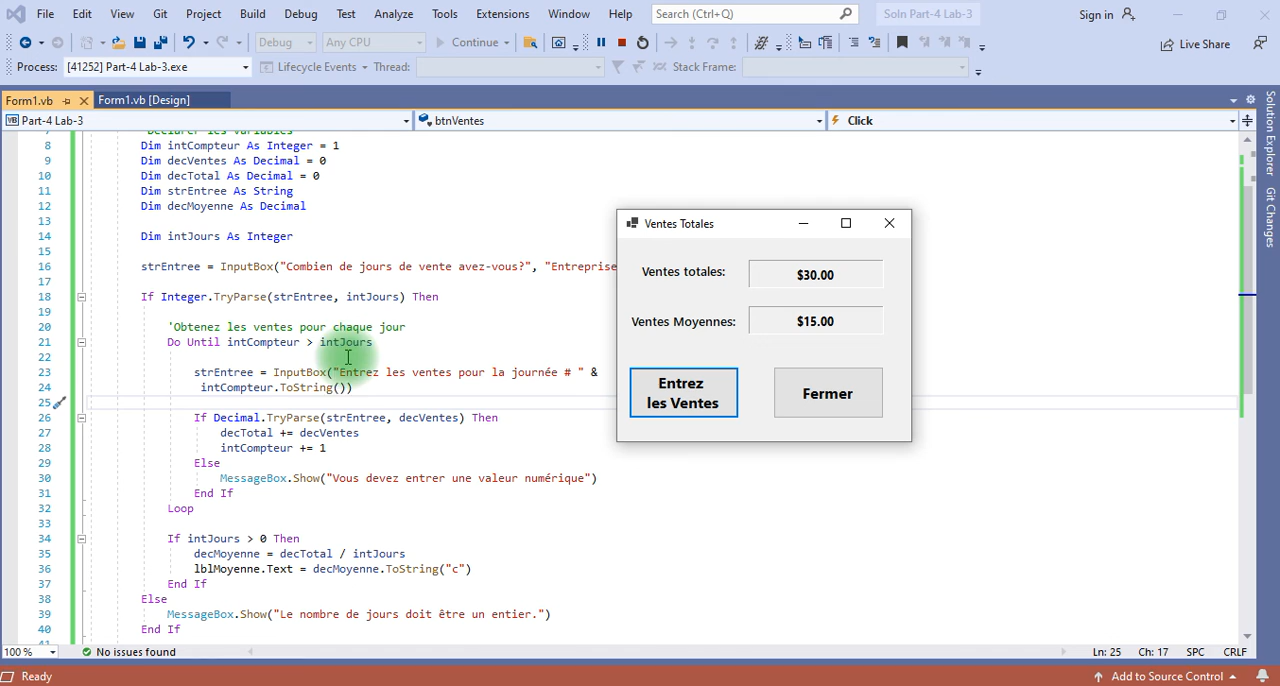 File Edit View Git Project Build Debug Test Analyze Tools Extensions Window Help Search (Ctrl+Q) Soln Part-4 Lab-3 Sign in
Debug Any CPU Continue Live Share
Process: [41252] Part-4 Lab-3.exe Lifecycle Events Thread: Stack Frame:
Form1.vb Form1.vb [Design]
VB Part-4 Lab-3 btnVentes Click
7 'Déclarer les variables
8 Dim intCompteur As Integer = 1
9 Dim decVentes As Decimal = 0
10 Dim decTotal As Decimal = 0
11 Dim strEntree As String
12 Dim decMoyenne As Decimal
13
14 Dim intJours As Integer
15
16 strEntree = InputBox("Combien de jours de vente avez-vous?", "Entreprise
17
18 If Integer.TryParse(strEntree, intJours) Then
19
20 'Obtenez les ventes pour chaque jour
21 Do Until intCompteur > intJours
22
23 strEntree = InputBox("Entrez les ventes pour la journée # " &
24 intCompteur.ToString())
25
26 If Decimal.TryParse(strEntree, decVentes) Then
27 decTotal += decVentes
28 intCompteur += 1
29 Else
30 MessageBox.Show("Vous devez entrer une valeur numérique")
31 End If
32 Loop
33
34 If intJours > 0 Then
35 decMoyenne = decTotal / intJours
36 lblMoyenne.Text = decMoyenne.ToString("c")
37 End If
38 Else
39 MessageBox.Show("Le nombre de jours doit être un entier.")
40 End If
41
Ventes Totales
Ventes totales: $30.00
Ventes Moyennes: $15.00
Entrez
les Ventes
Fermer
Solution Explorer
Git Changes
100 % No issues found Ln: 25 Ch: 17 SPC CRLF
Ready Add to Source Control